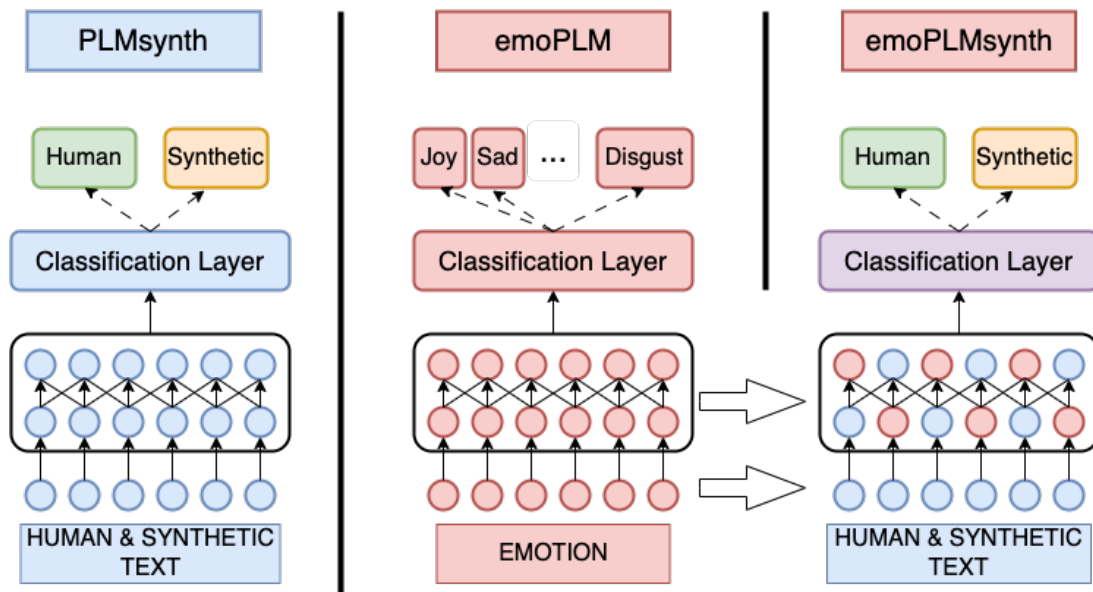 PLMsynth
emoPLM
emoPLMsynth
Human
Synthetic
Joy
Sad
...
Disgust
Human
Synthetic
Classification Layer
Classification Layer
Classification Layer
HUMAN & SYNTHETIC
TEXT
EMOTION
HUMAN & SYNTHETIC
TEXT